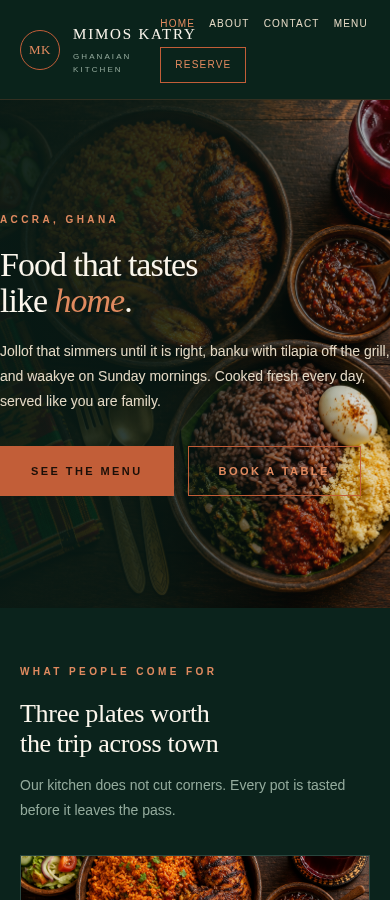 MK
MIMOS KATRY
GHANAIAN
KITCHEN
HOME ABOUT CONTACT MENU
RESERVE
ACCRA, GHANA
Food that tastes
like home.
Jollof that simmers until it is right, banku with tilapia off the grill,
and waakye on Sunday mornings. Cooked fresh every day,
served like you are family.
SEE THE MENU
BOOK A TABLE
WHAT PEOPLE COME FOR
Three plates worth
the trip across town
Our kitchen does not cut corners. Every pot is tasted
before it leaves the pass.